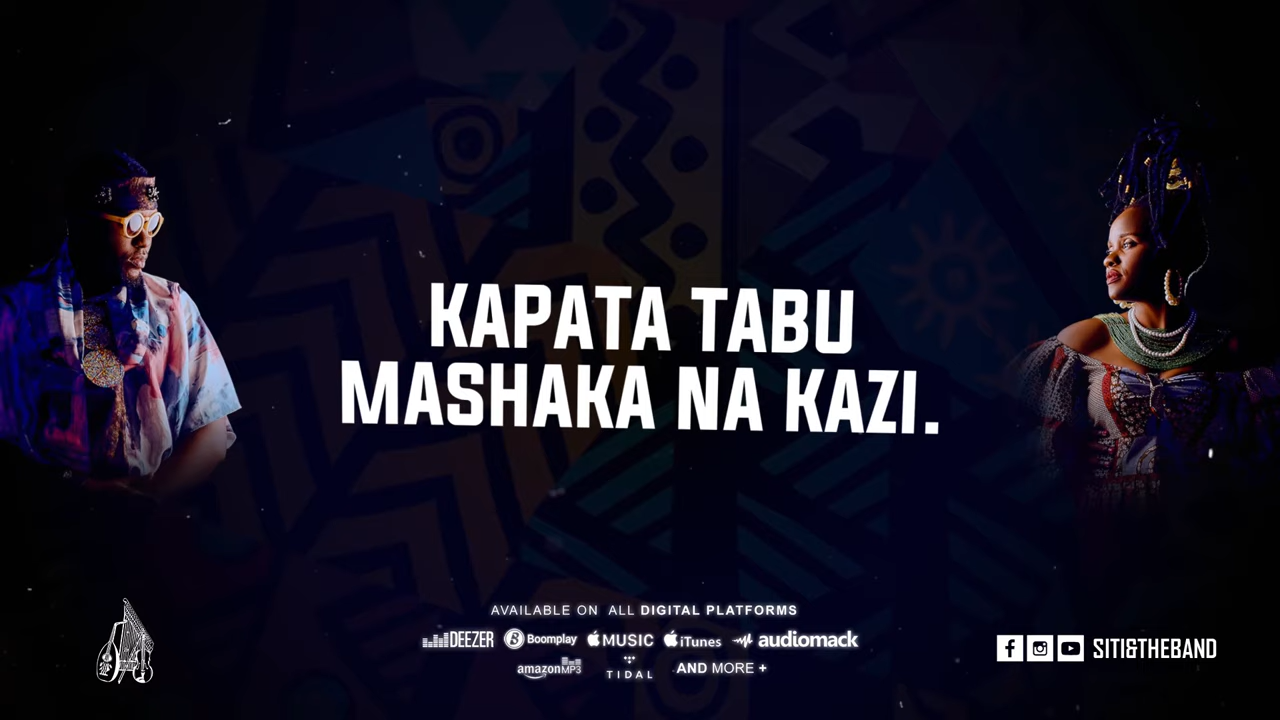 KAPATA TABU
MASHAKA NA KAZI.
AVAILABLE ON ALL DIGITAL PLATFORMS
DEEZER Boomplay MUSIC iTunes audiomack
amazonMP3 TIDAL AND MORE +
SITI&THEBAND